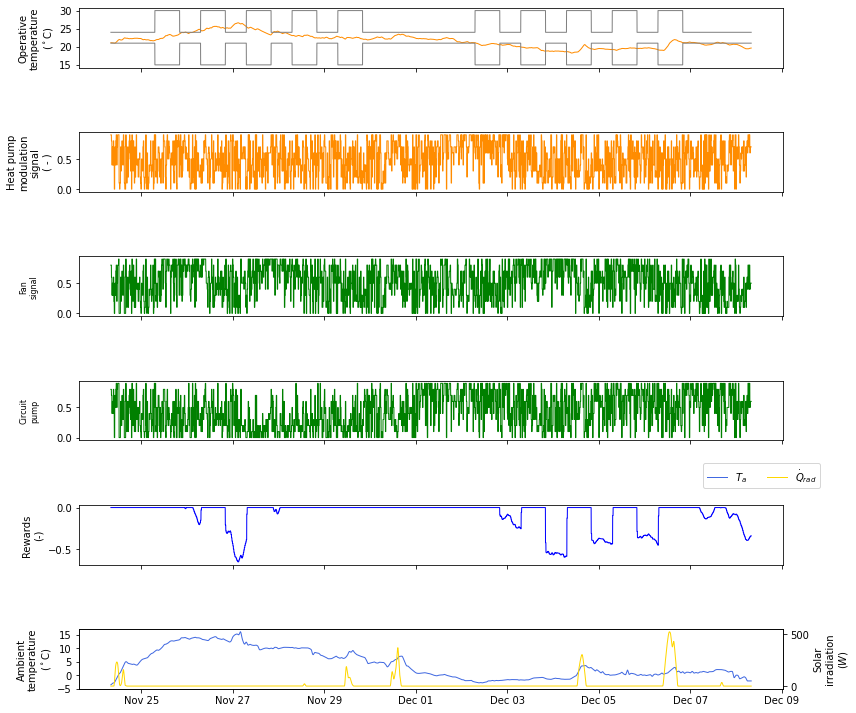 Operative
temperature
(°C)
30
25
20
15
Heat pump
modulation
signal
( - )
0.5
0.0
Fan
signal
0.5
0.0
Circuit
pump
0.5
0.0
Tₐ
Q̇rad
Rewards
(-)
0.0
−0.5
Ambient
temperature
(°C)
15
10
5
0
−5
500
0
Solar
irradiation
(W)
Nov 25 Nov 27 Nov 29 Dec 01 Dec 03 Dec 05 Dec 07 Dec 09